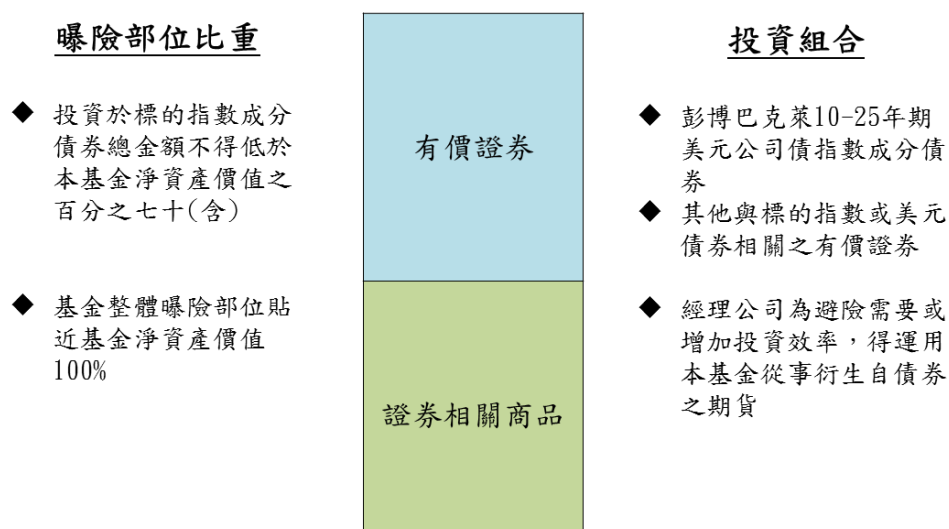 曝險部位比重
◆ 投資於標的指數成分
債券總金額不得低於
本基金淨資產價值之
百分之七十(含)
◆ 基金整體曝險部位貼
近基金淨資產價值
100%
有價證券
證券相關商品
投資組合
◆ 彭博巴克萊10-25年期
美元公司債指數成分債
券
◆ 其他與標的指數或美元
債券相關之有價證券
◆ 經理公司為避險需要或
增加投資效率，得運用
本基金從事衍生自債券
之期貨